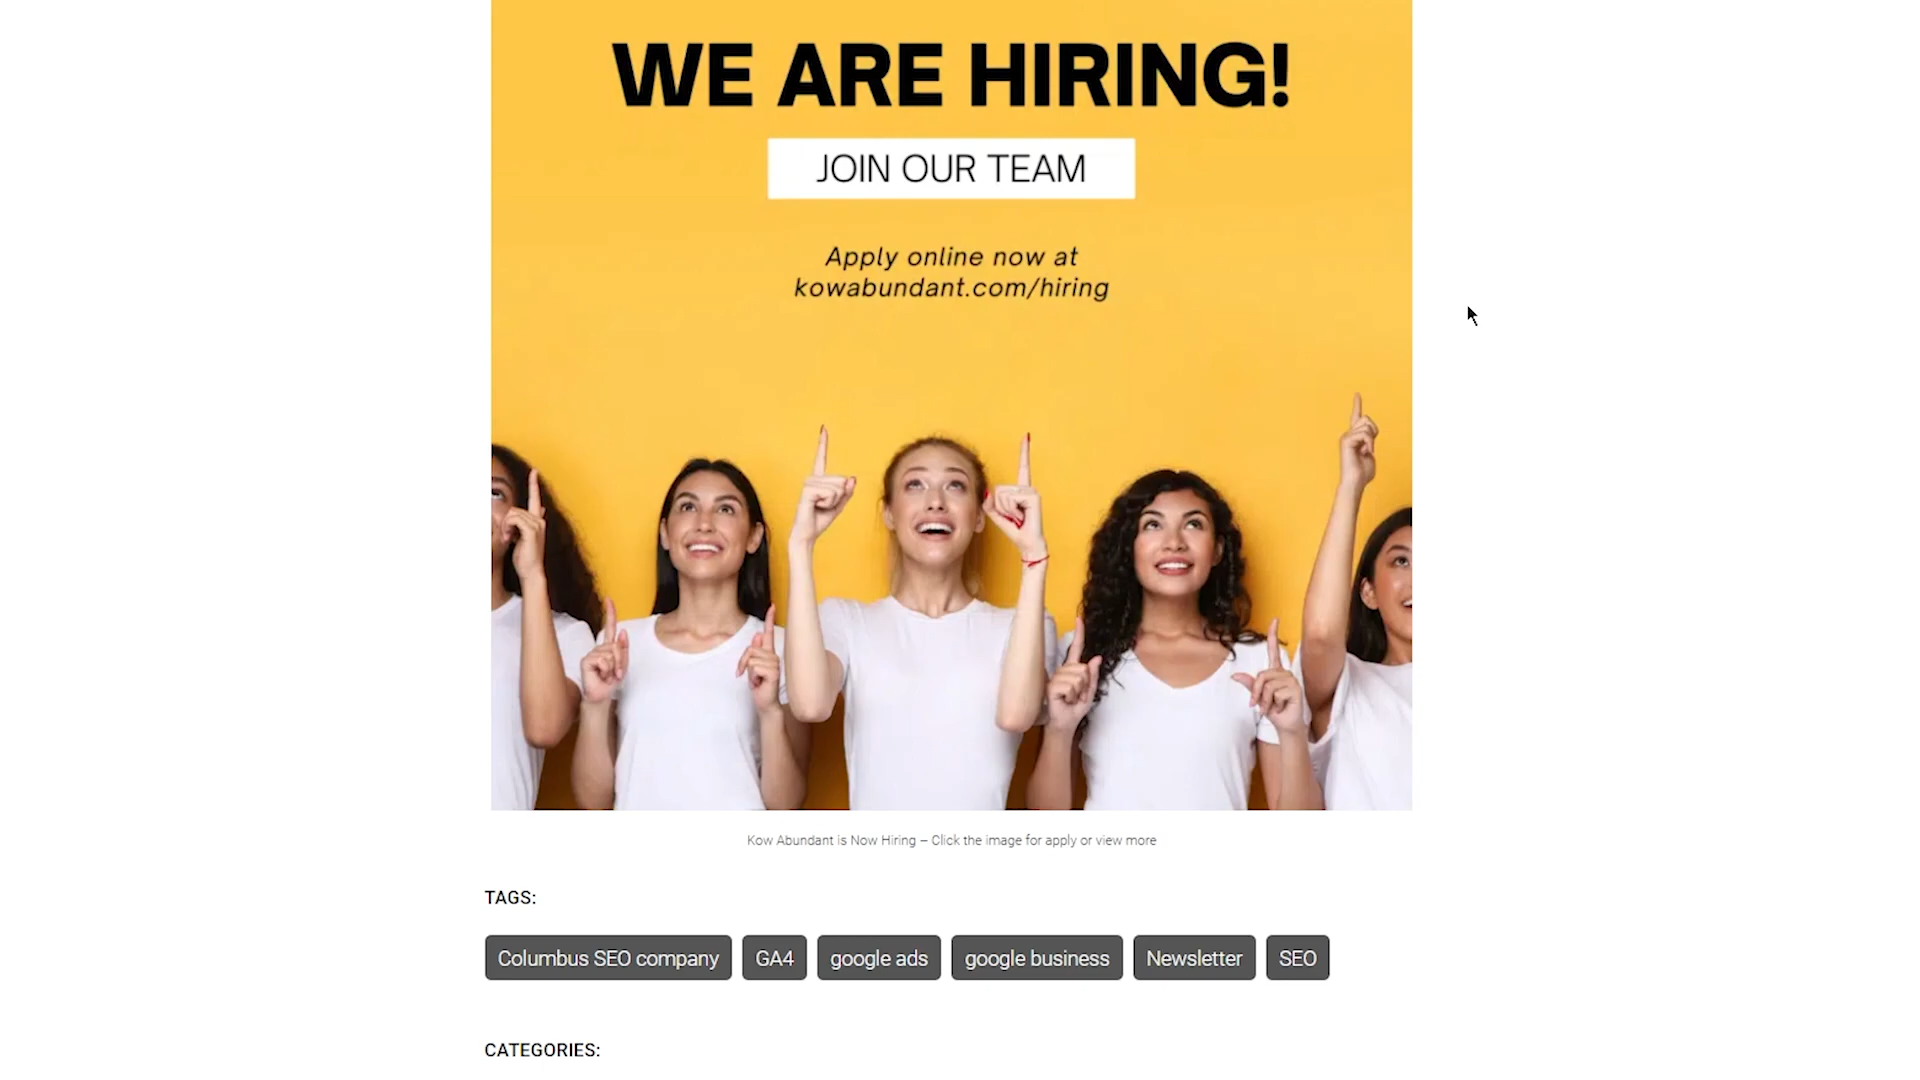 WE ARE HIRING!
JOIN OUR TEAM
Apply online now at
kowabundant.com/hiring
Kow Abundant is Now Hiring – Click the image for apply or view more
TAGS:
Columbus SEO company GA4 google ads google business Newsletter SEO
CATEGORIES: